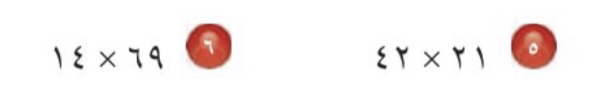 ٥ ٢١ × ٤٢
٦ ٦٩ × ١٤